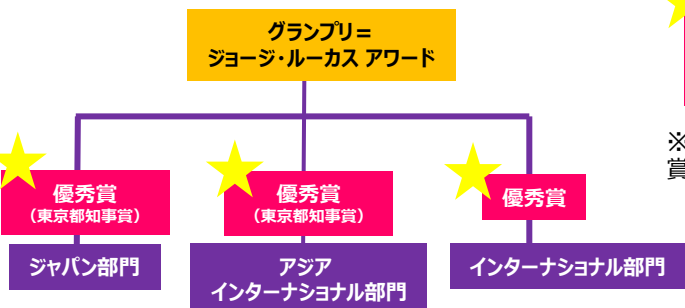 グランプリ=
ジョージ・ルーカス アワード
優秀賞
（東京都知事賞）
優秀賞
（東京都知事賞）
優秀賞
ジャパン部門
アジア
インターナショナル部門
インターナショナル部門
※
賞